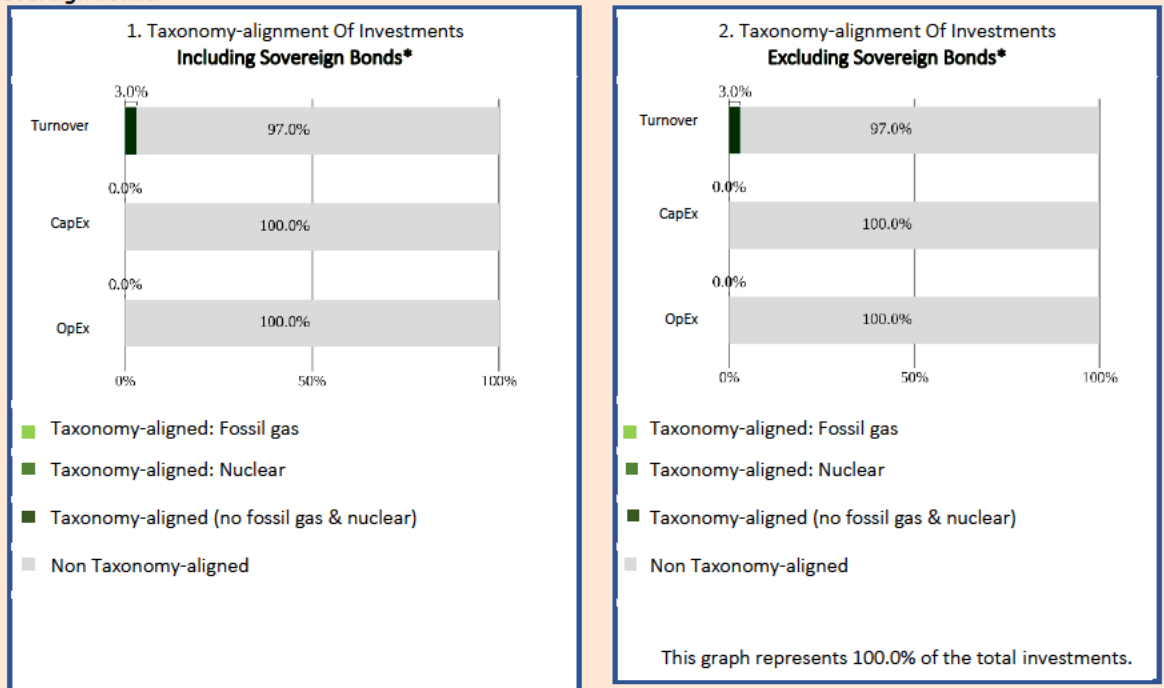 1. Taxonomy-alignment Of Investments
Including Sovereign Bonds*
3.0%
Turnover
97.0%
0.0%
CapEx
100.0%
0.0%
OpEx
100.0%
0%
50%
100%
Taxonomy-aligned: Fossil gas
Taxonomy-aligned: Nuclear
Taxonomy-aligned (no fossil gas & nuclear)
Non Taxonomy-aligned
2. Taxonomy-alignment Of Investments
Excluding Sovereign Bonds*
3.0%
Turnover
97.0%
0.0%
CapEx
100.0%
0.0%
OpEx
100.0%
0%
50%
100%
Taxonomy-aligned: Fossil gas
Taxonomy-aligned: Nuclear
Taxonomy-aligned (no fossil gas & nuclear)
Non Taxonomy-aligned
This graph represents 100.0% of the total investments.